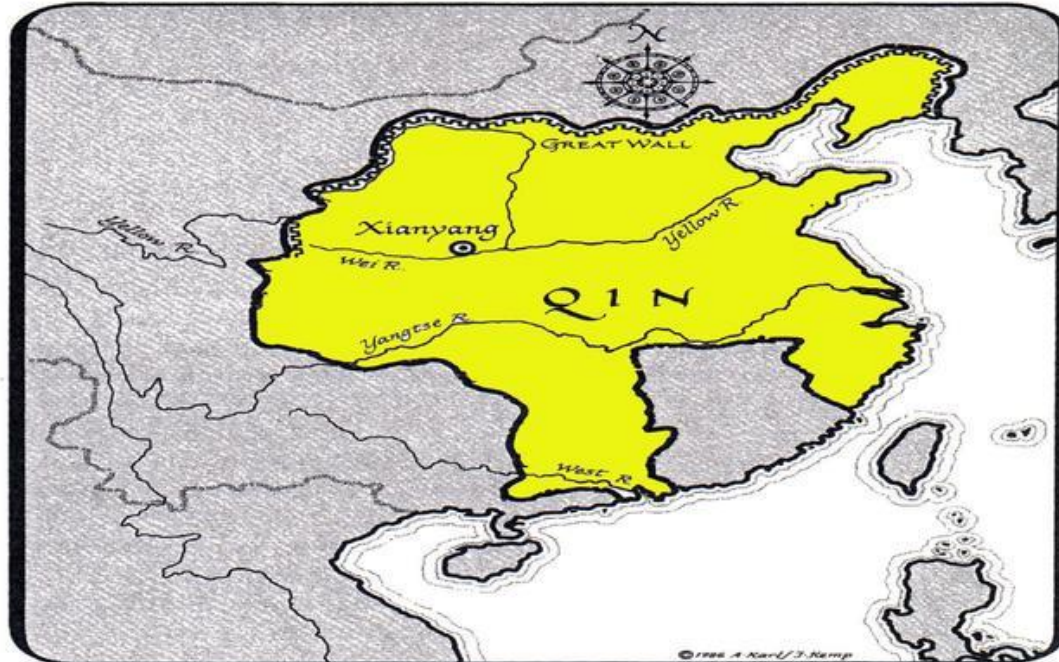 N
GREAT WALL
Yellow R
Xianyang
Yellow R
Wei R.
QIN
Yangtse R.
West R
©1986 A·Karl/J·Kemp